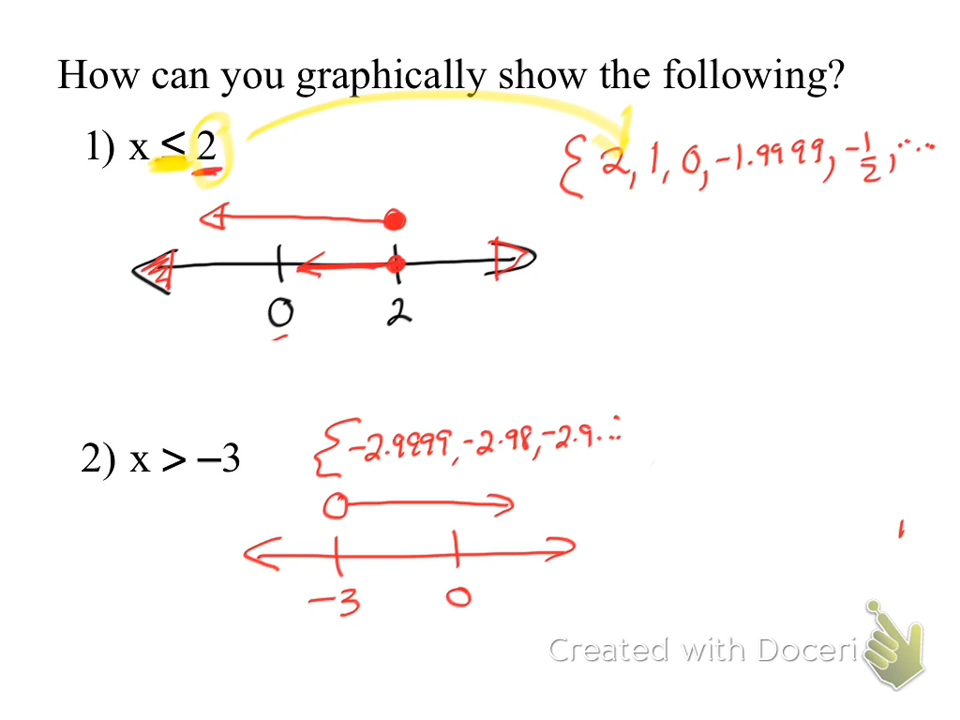 How can you graphically show the following?
1) x ≤ 2
{2, 1, 0, -1.9999, -1/2, ....
0 2
2) x > −3
{-2.9999, -2.98, -2.9...
-3 0
Created with Doceri